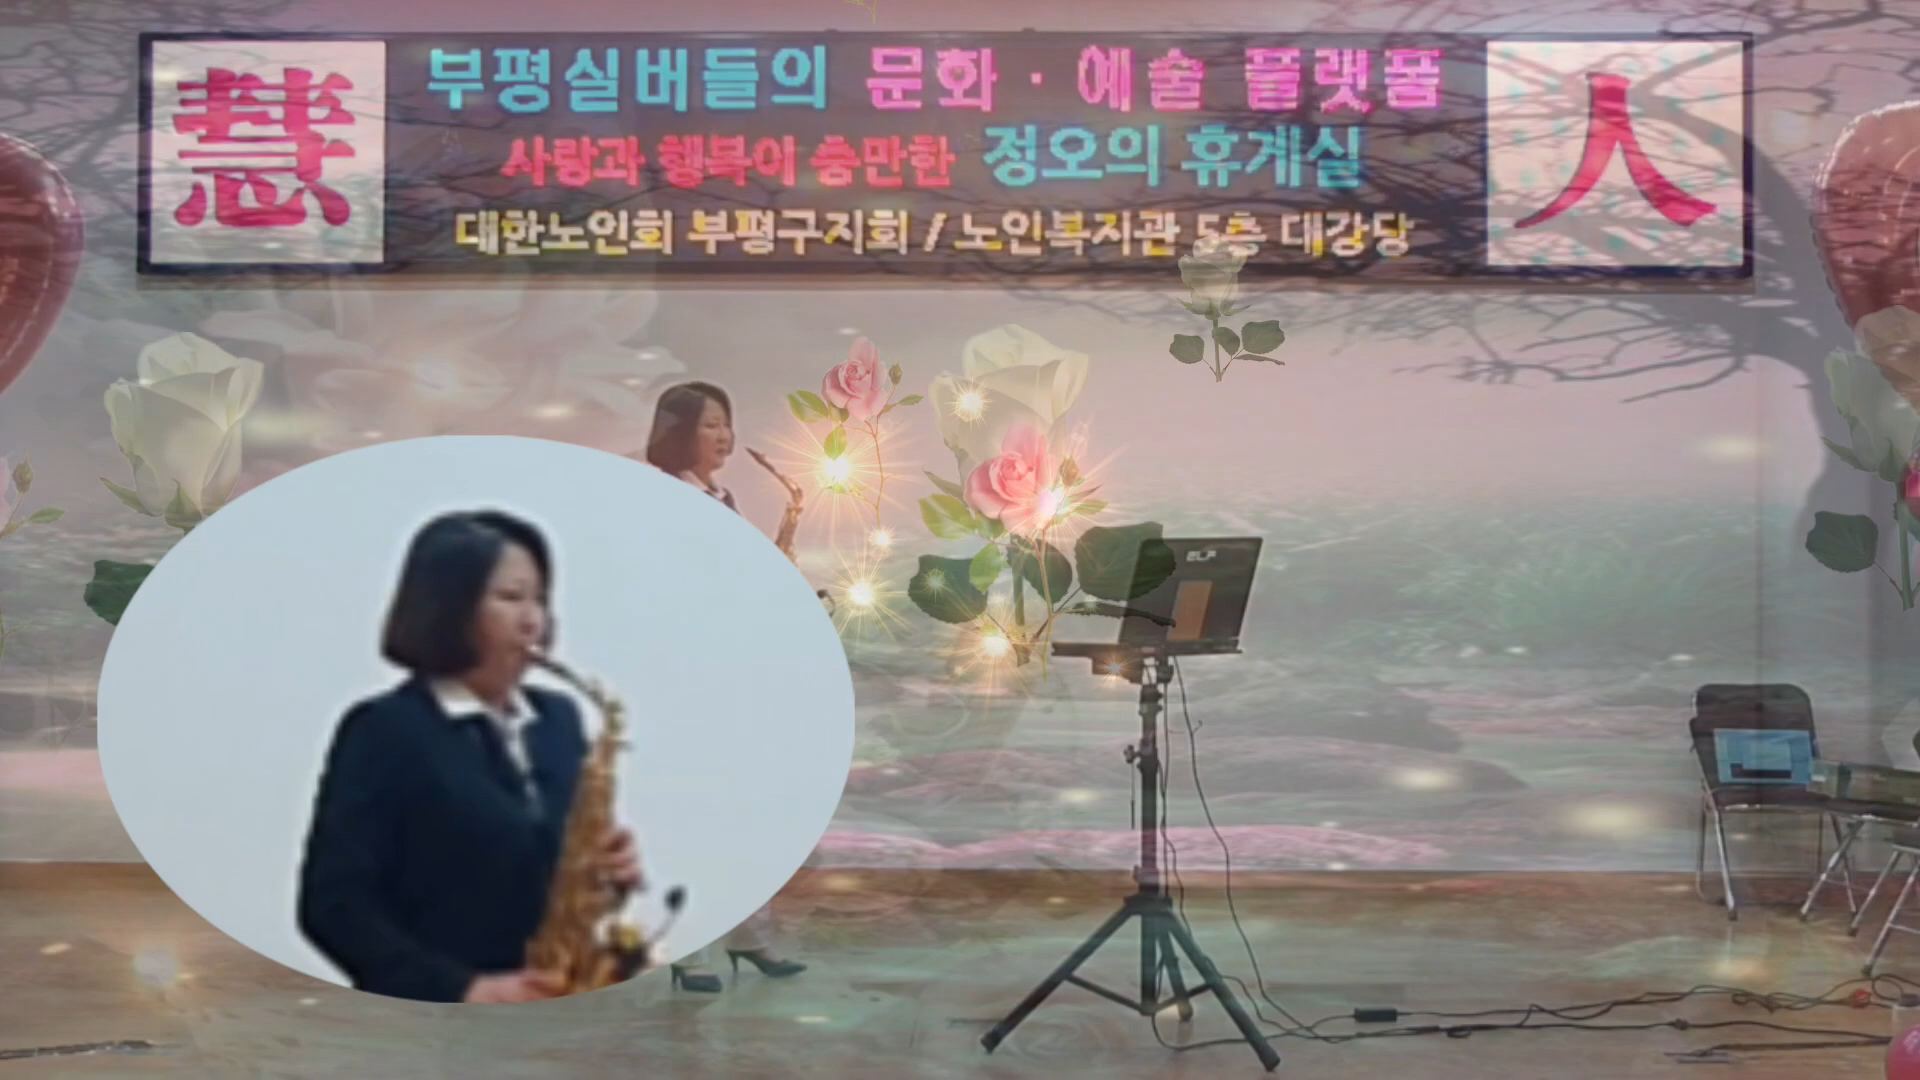 慧
부평실버들의 문화 · 예술 플랫폼
사랑과 행복이 충만한 정오의 휴게실
대한노인회 부평구지회 / 노인복지관 5층 대강당
人